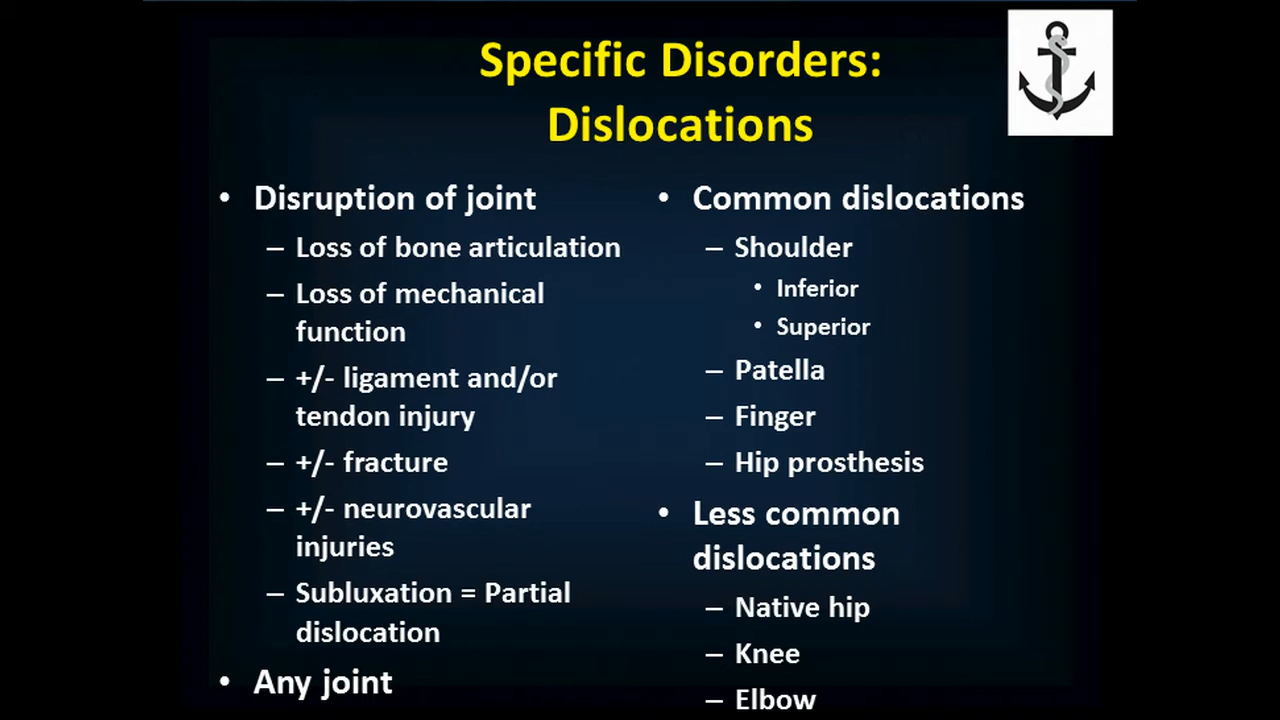 Specific Disorders:
Dislocations
• Disruption of joint
– Loss of bone articulation
– Loss of mechanical
function
– +/- ligament and/or
tendon injury
– +/- fracture
– +/- neurovascular
injuries
– Subluxation = Partial
dislocation
• Any joint
• Common dislocations
– Shoulder
• Inferior
• Superior
– Patella
– Finger
– Hip prosthesis
• Less common
dislocations
– Native hip
– Knee
– Elbow